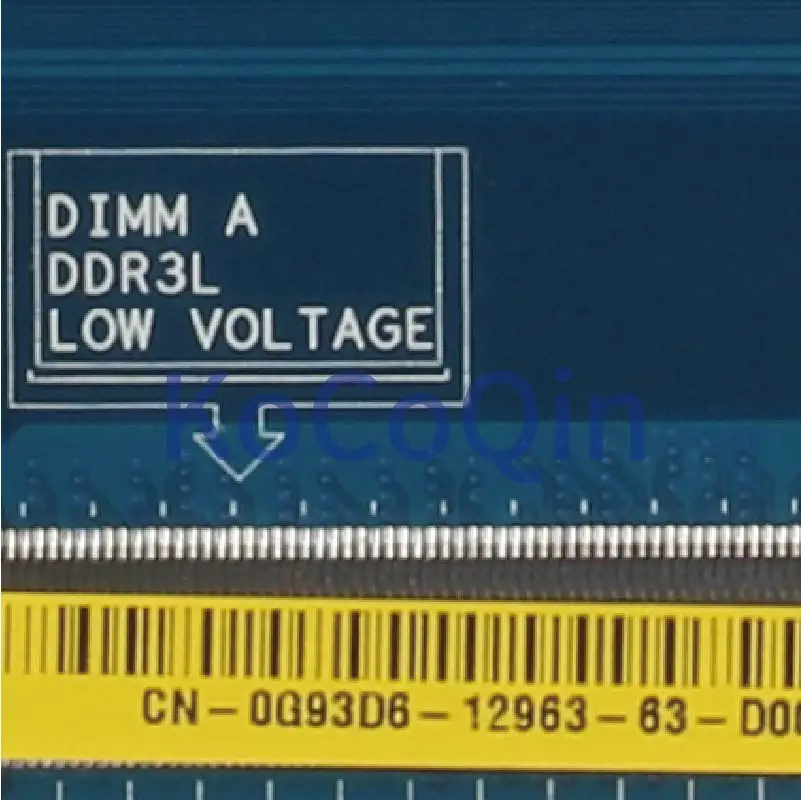 DIMM A
DDR3L
LOW VOLTAGE
KoCoQin
CN-0G93D6-12963-63-D0